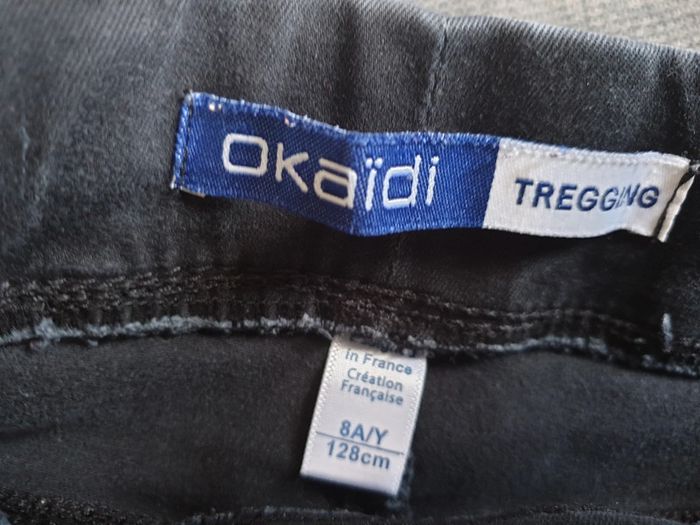 okaïdi
TREGGING
in France
Création
Française
8A/Y
128cm